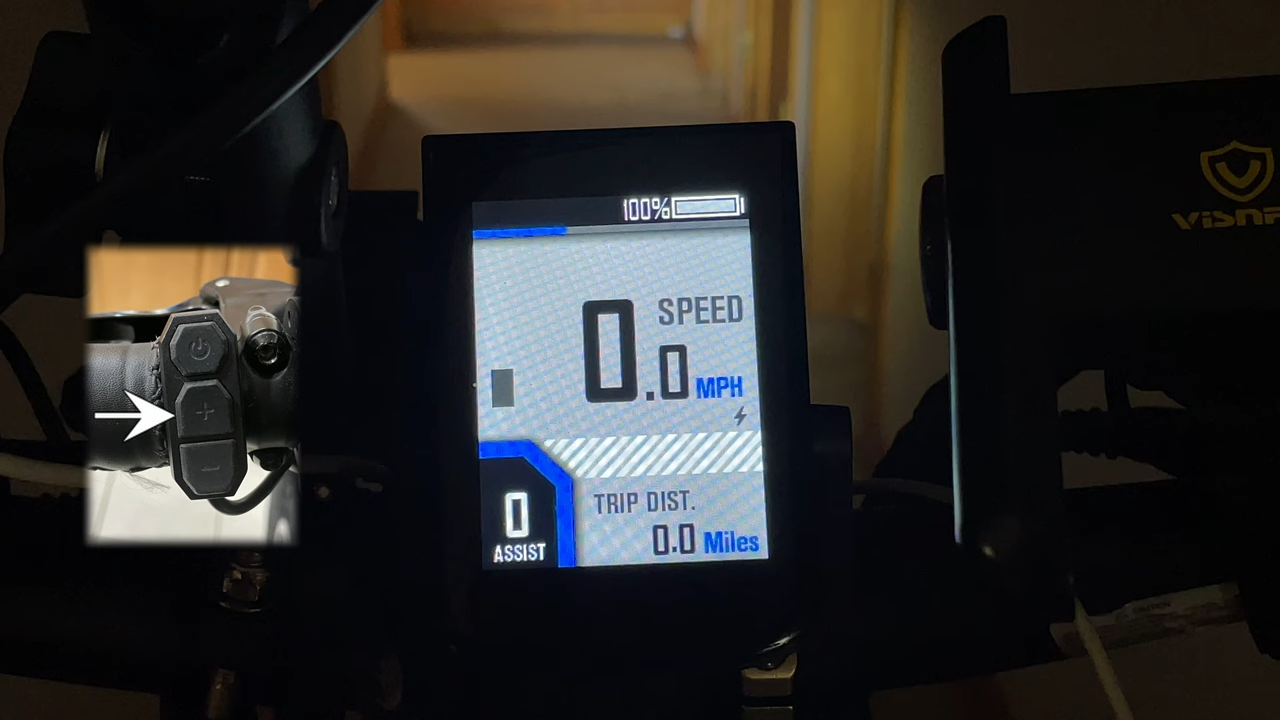 100%
SPEED
0.0 MPH
0
ASSIST
TRIP DIST.
0.0 Miles
+